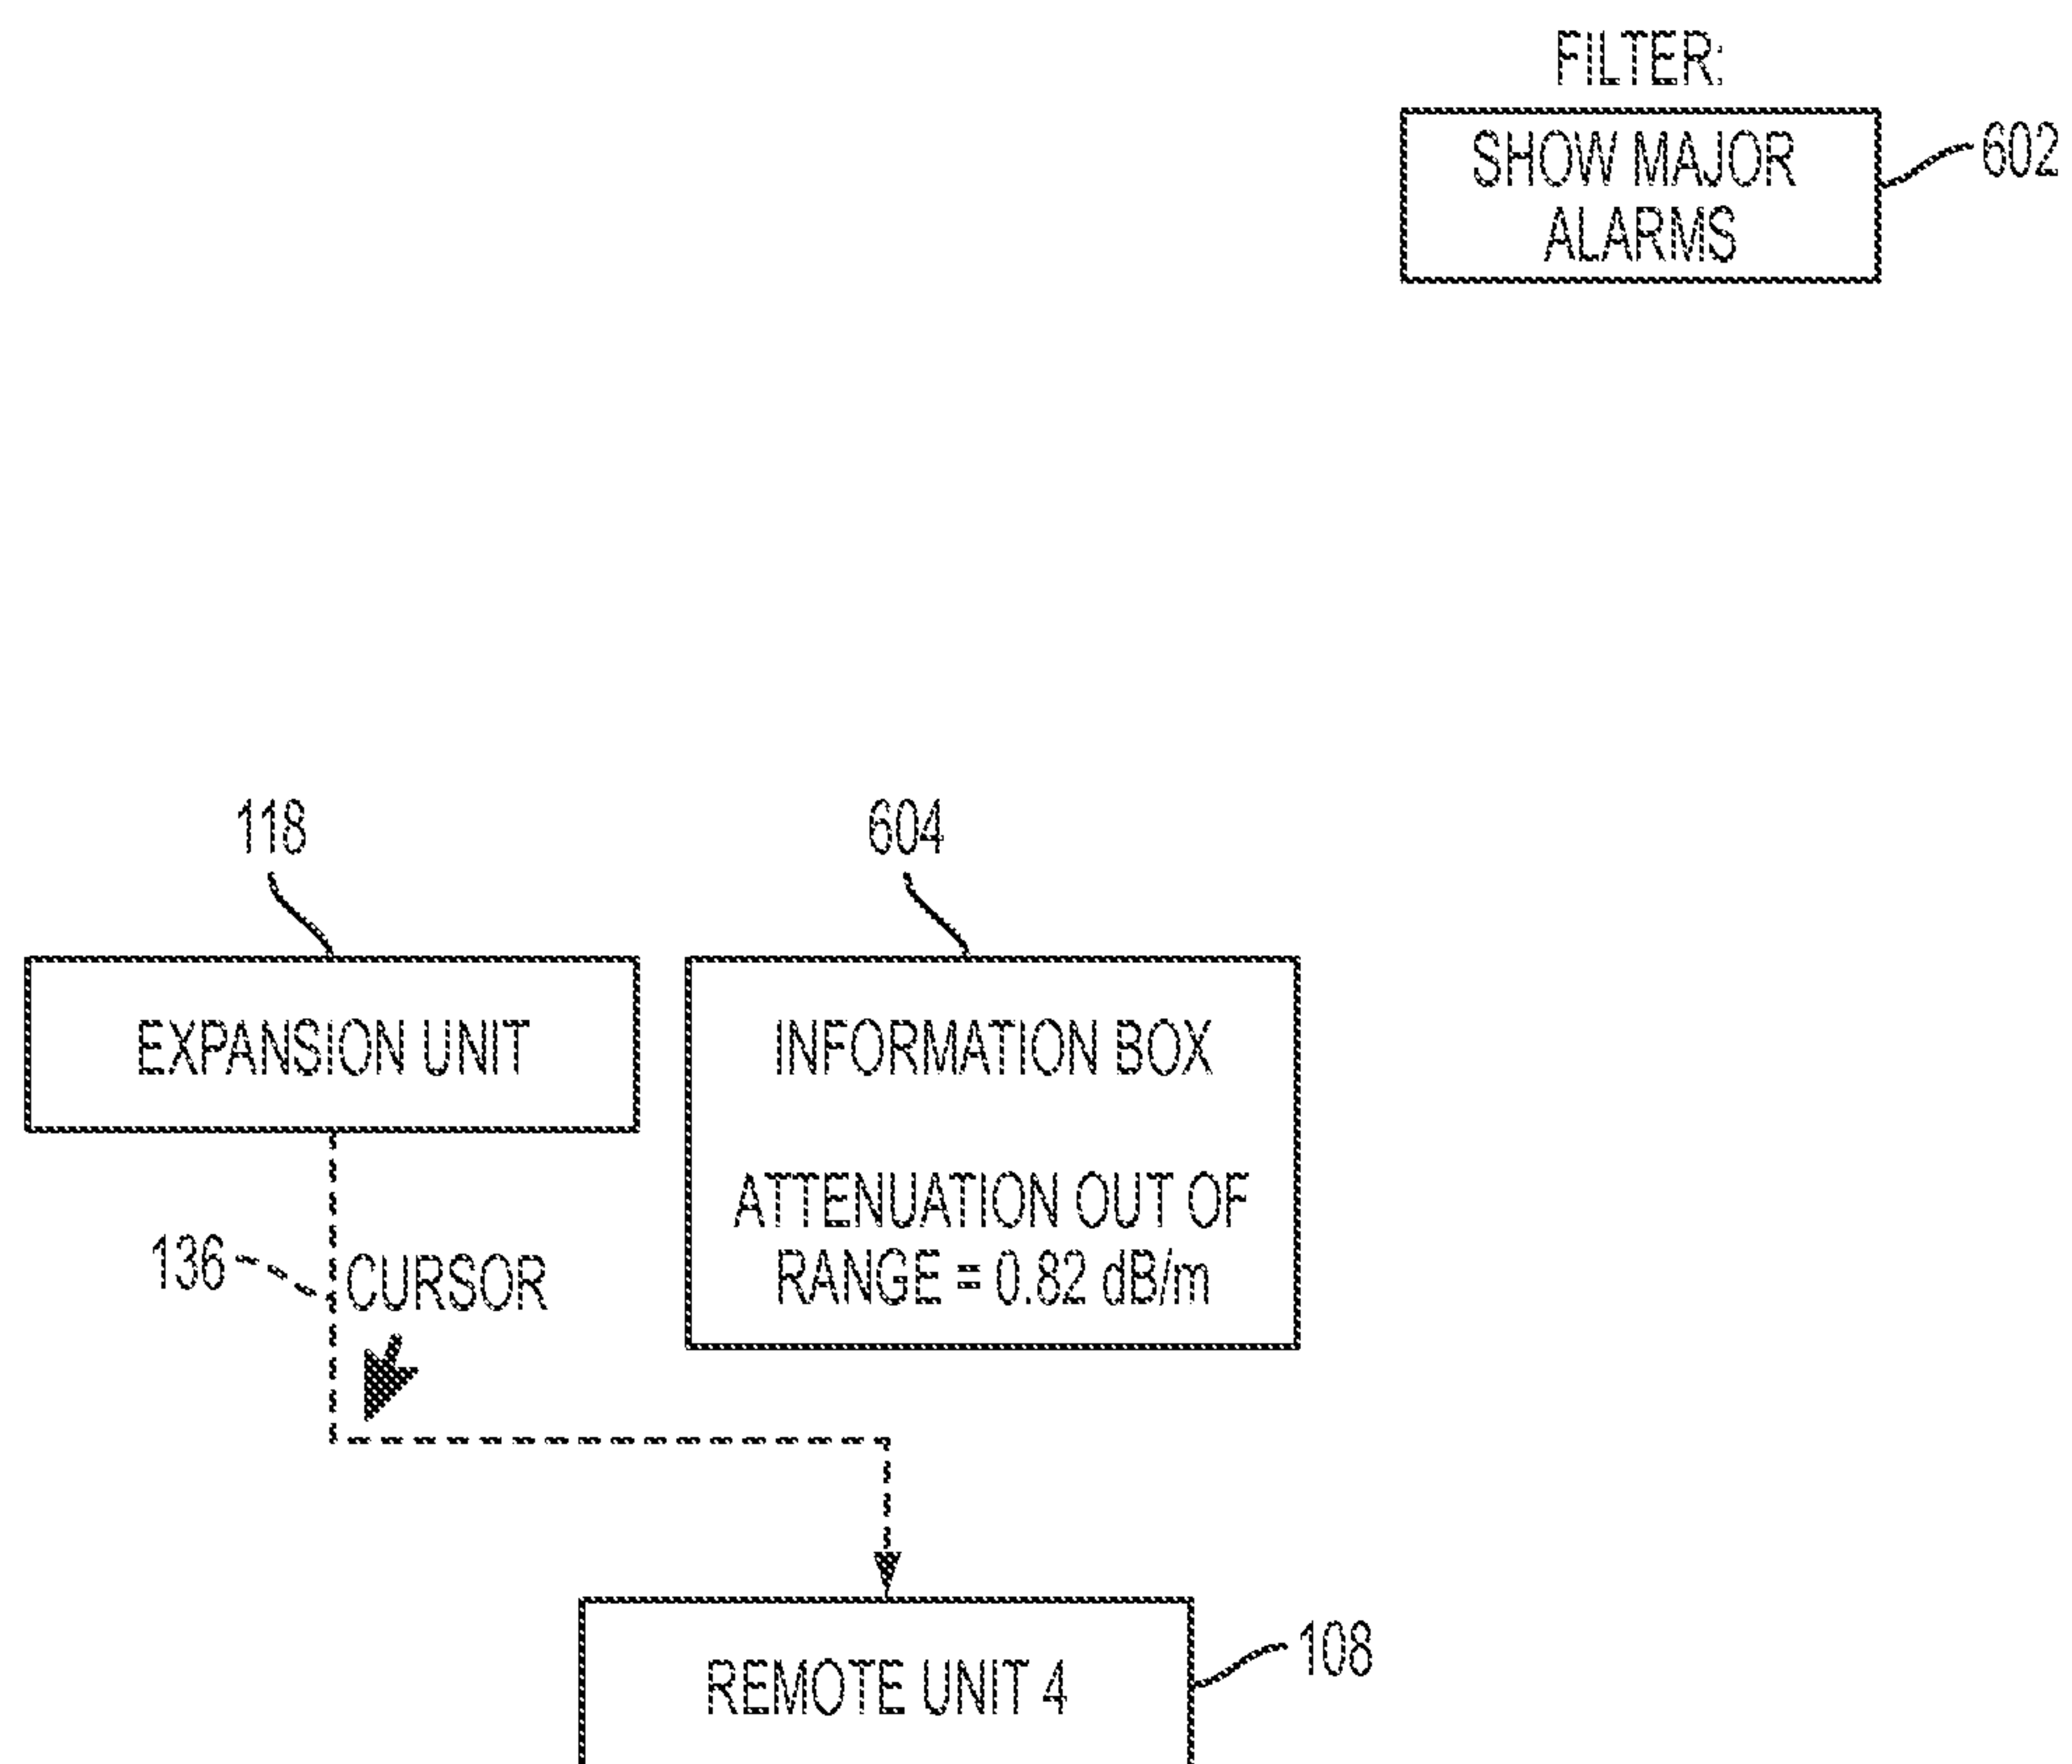 FILTER:
SHOW MAJOR
ALARMS
602
118
604
EXPANSION UNIT
INFORMATION BOX
ATTENUATION OUT OF
RANGE = 0.82 dB/m
136
CURSOR
REMOTE UNIT 4
108